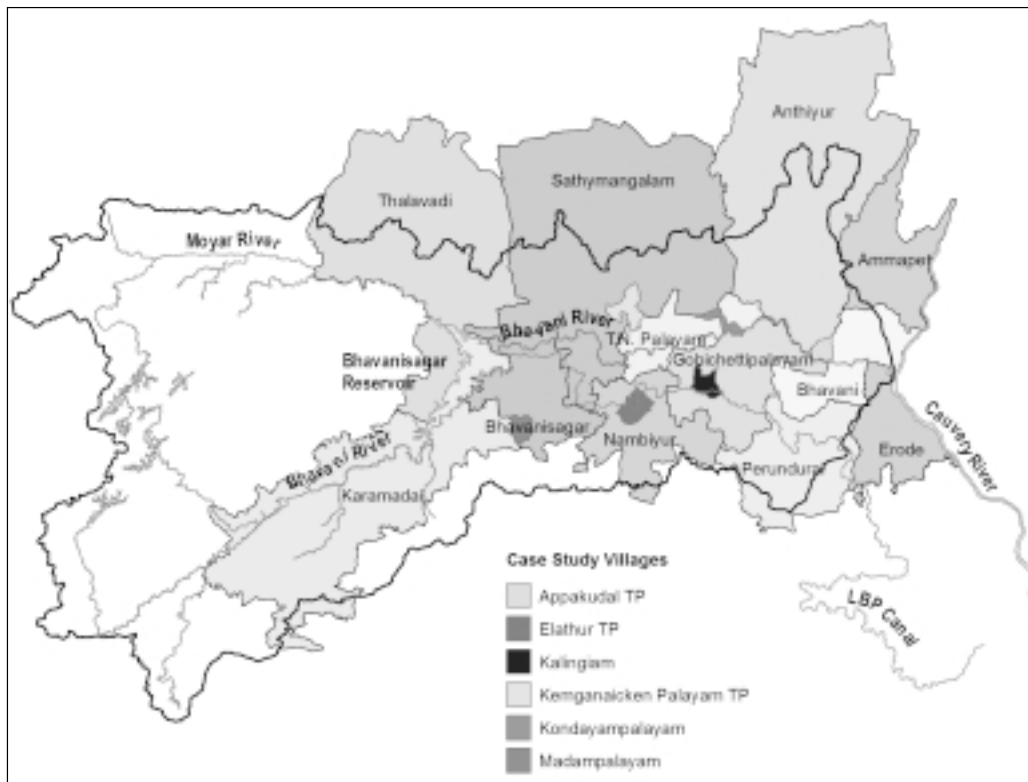 Anthiyur
Sathymangalam
Thalavadi
Moyar River
Ammapet
Bhavani River
T.N. Palayam
Bhavanisagar
Reservoir
Gobichettipalayam
Bhavani
Bhavanisagar
Nambiyur
Erode
Cauvery River
Bhavani River
Perundurai
Karamadai
LBP Canal
Case Study Villages
Appakudal TP
Elathur TP
Kalingiam
Kemganaicken Palayam TP
Kondayampalayam
Madampalayam